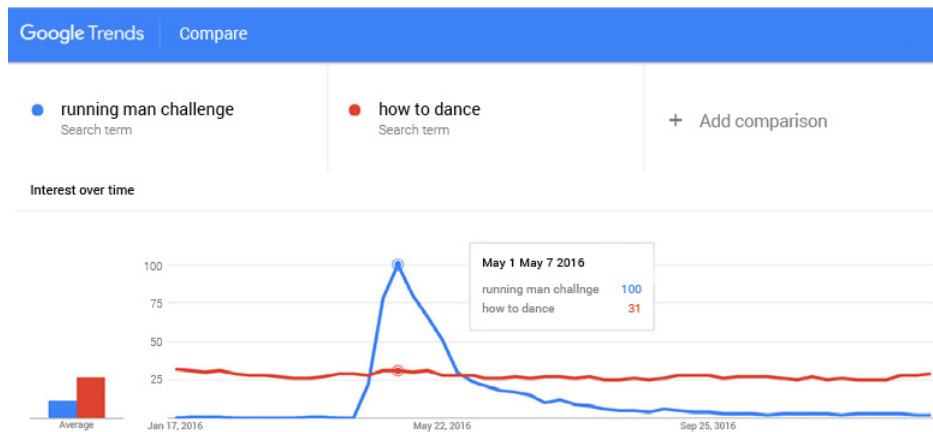 Google Trends Compare
running man challenge
Search term
how to dance
Search term
+ Add comparison
Interest over time
100
75
50
25
May 1 May 7 2016
running man challnge 100
how to dance 31
Average
Jan 17, 2016
May 22, 2016
Sep 25, 3016